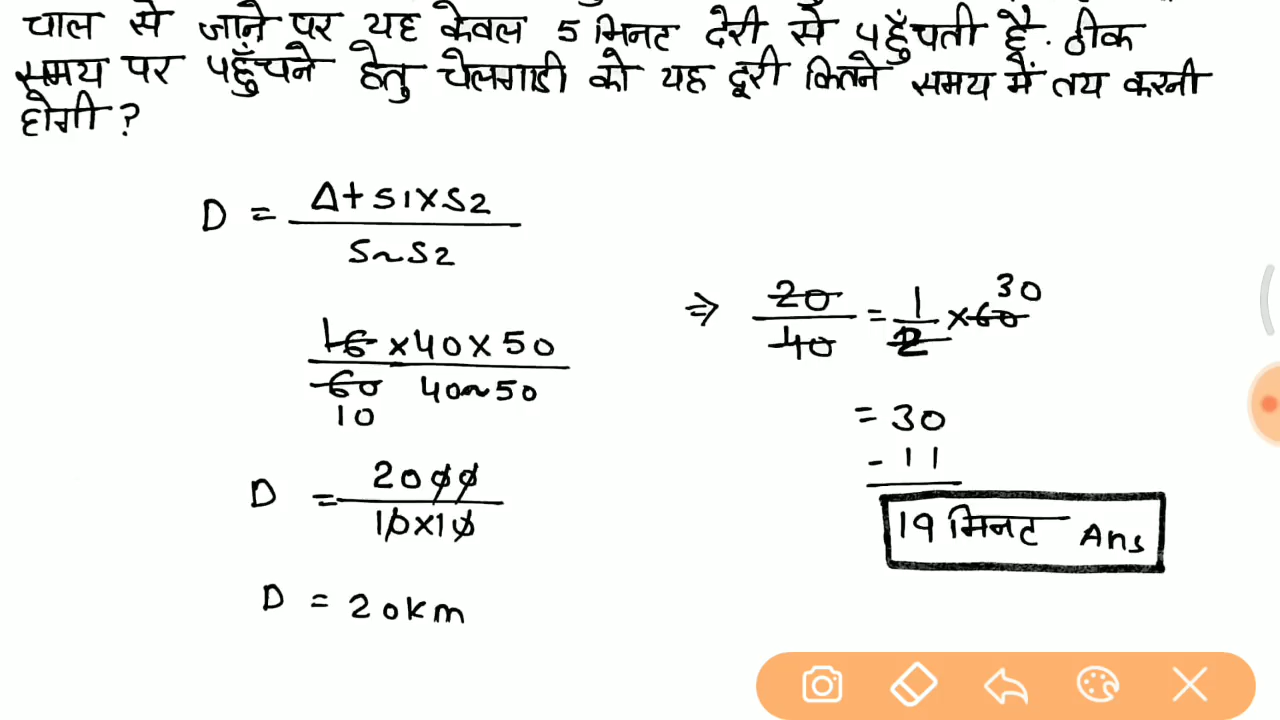 चाल से जाने पर यह केवल 5 मिनट देरी से पहुँचती है. ठीक
समय पर पहुँचने हेतु चेलगाडी को यह दूरी कितने समय में तय करनी
होगी ?
D = Δt S1×S2
S~S2
16 ×40×50
60 40~50
10
D = 2000
10×10
D = 20km
⇒ 20 = 1 ×60 30
40 2
= 30
- 11
19 मिनट Ans